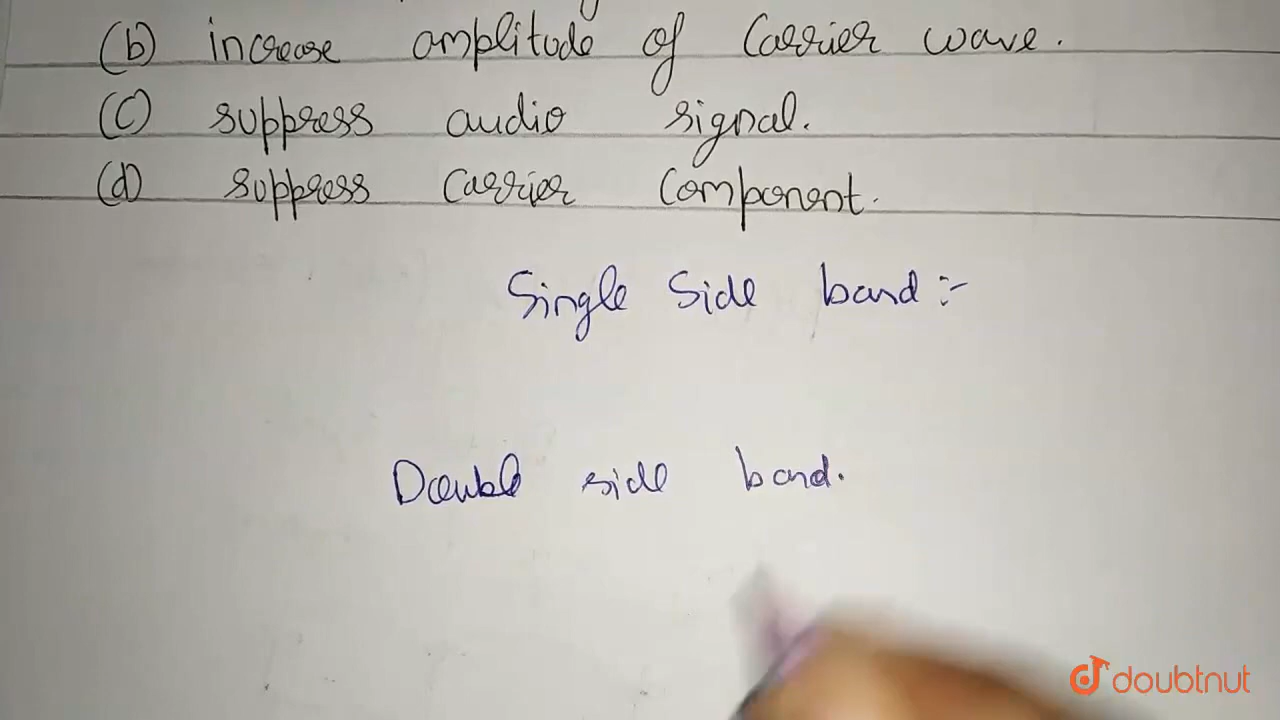 (b) increase amplitude of Carrier wave.
(C) suppress audio signal.
(d) suppress Carrier Component.
Single Side band :-
Double side band.
doubtnut